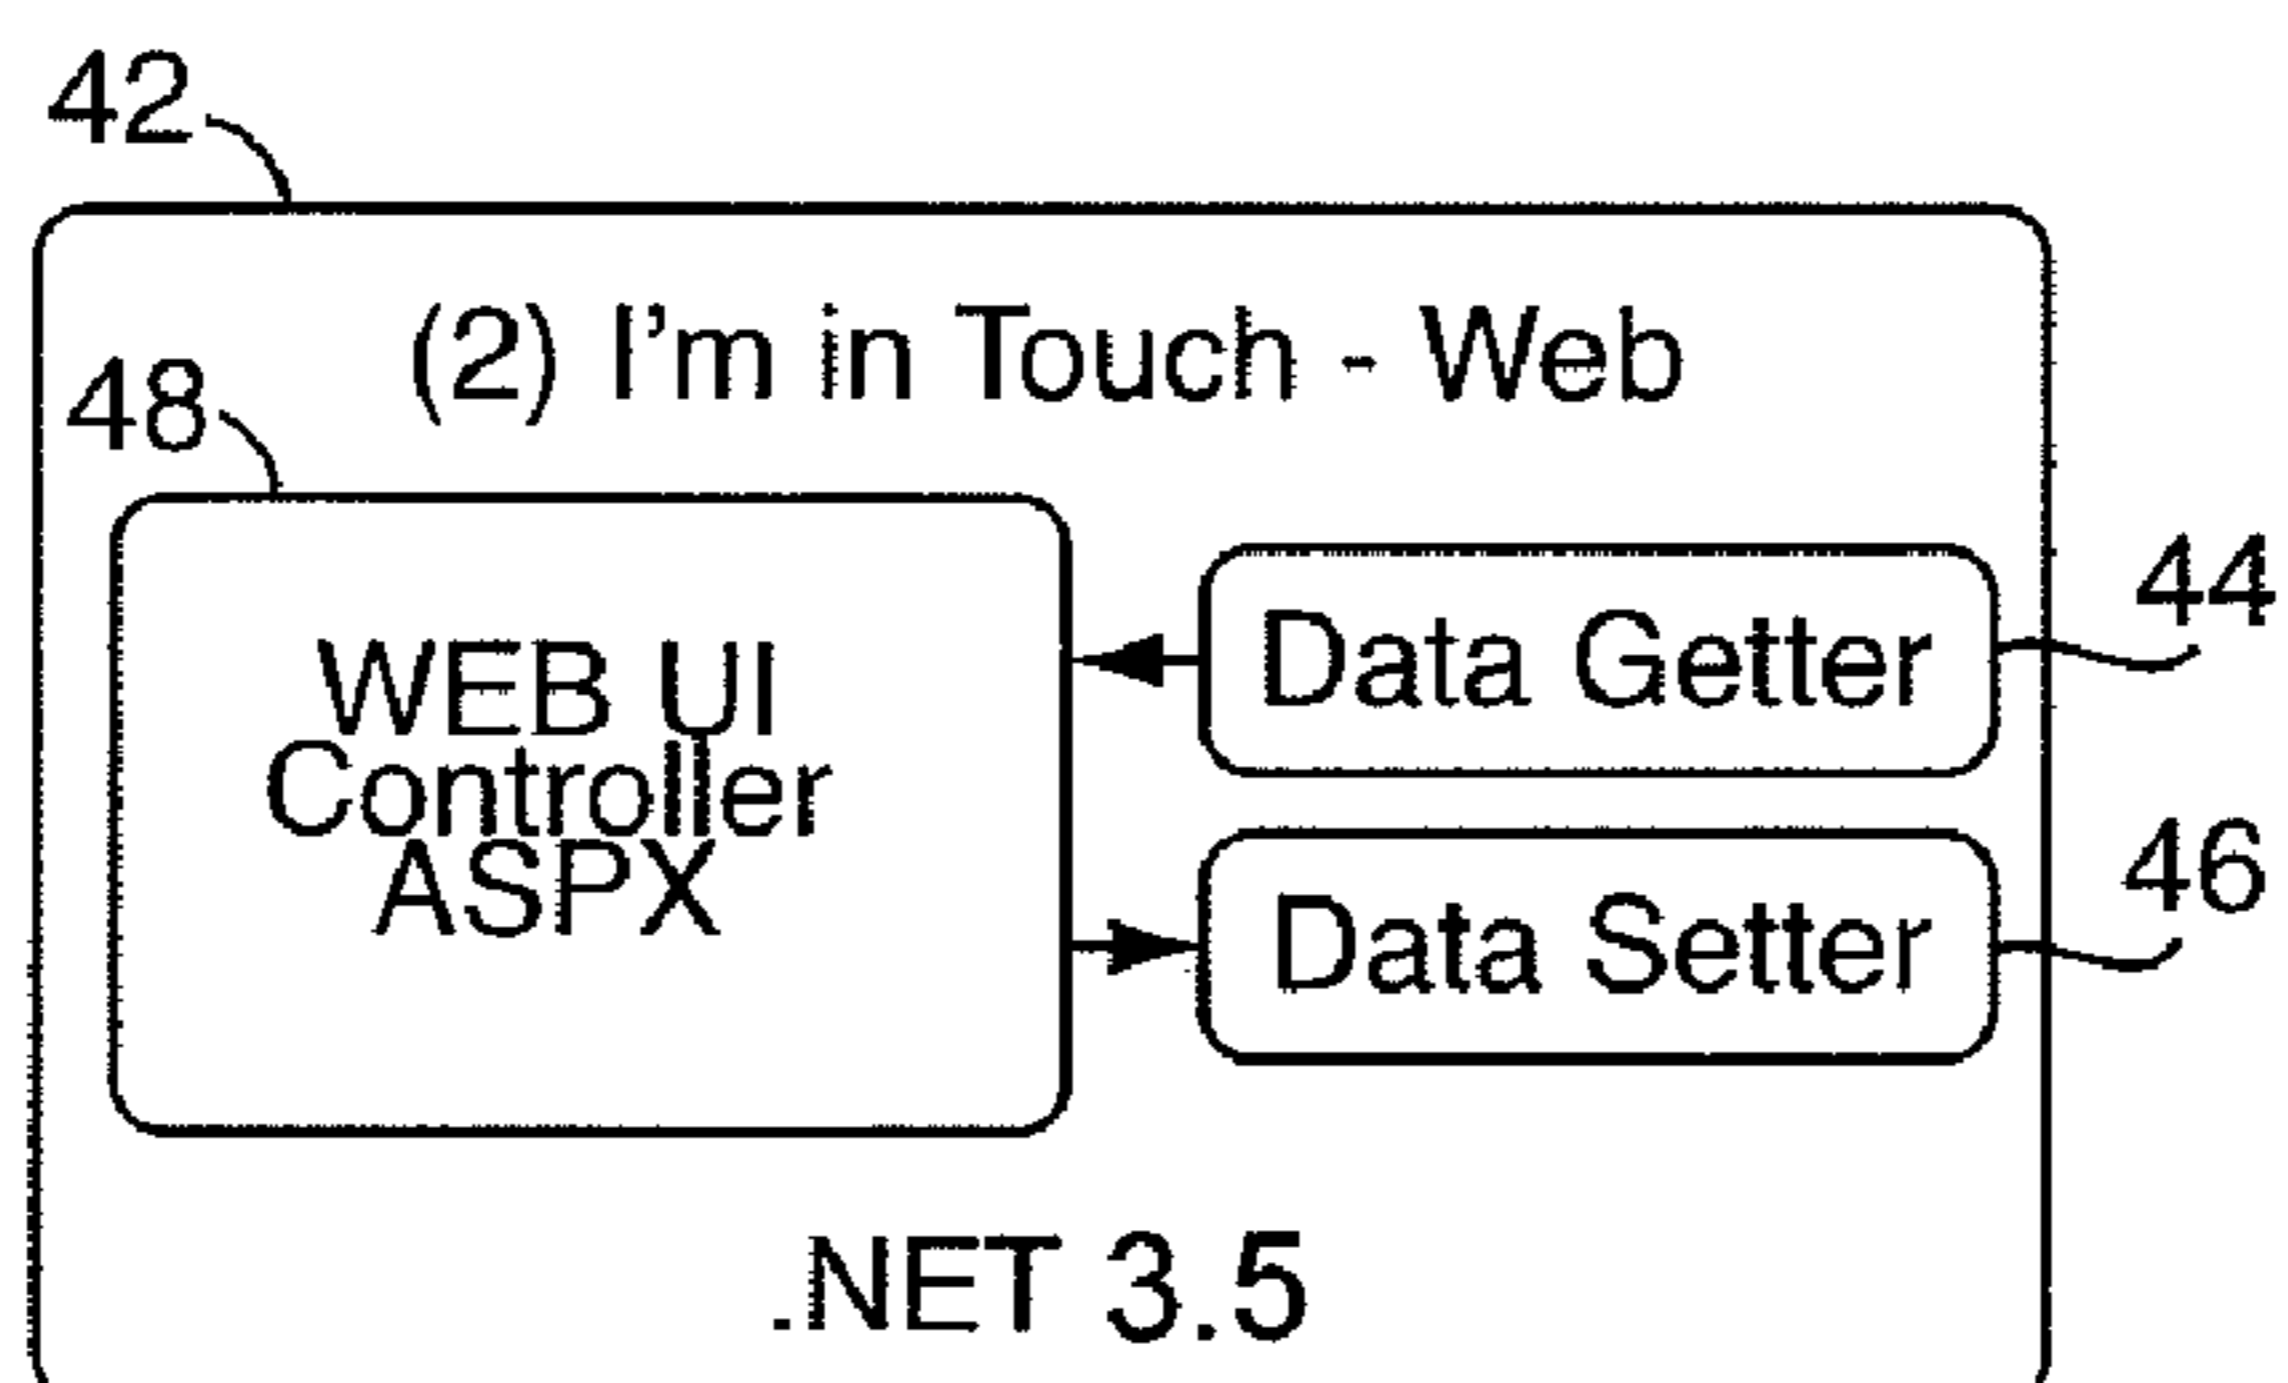 42
(2) I'm in Touch - Web
48
WEB UI
Controller
ASPX
Data Getter
44
Data Setter
46
.NET 3.5